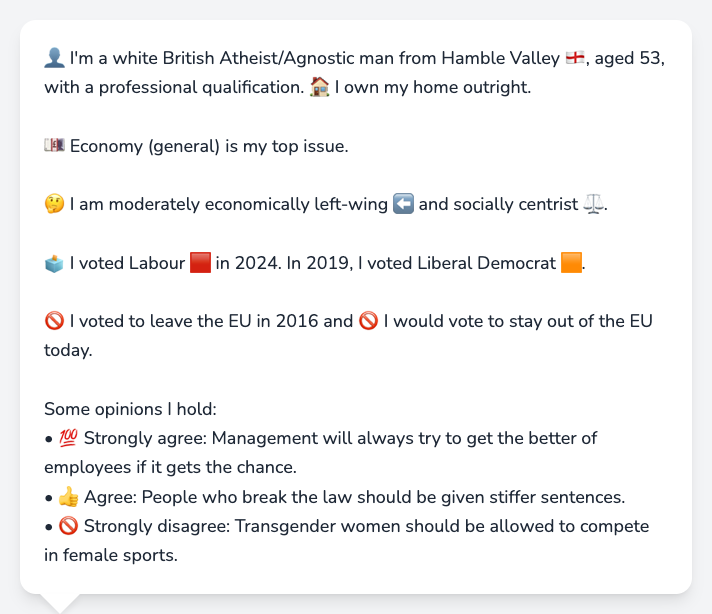 👤 I'm a white British Atheist/Agnostic man from Hamble Valley 🏴󠁧󠁢󠁥󠁮󠁧󠁿, aged 53,
with a professional qualification. 🏠 I own my home outright.
💷 Economy (general) is my top issue.
🤔 I am moderately economically left-wing ⬅️ and socially centrist ⚖️.
🗳️ I voted Labour 🟥 in 2024. In 2019, I voted Liberal Democrat 🟧.
🚫 I voted to leave the EU in 2016 and 🚫 I would vote to stay out of the EU
today.
Some opinions I hold:
• 💯 Strongly agree: Management will always try to get the better of
employees if it gets the chance.
• 👍 Agree: People who break the law should be given stiffer sentences.
• 🚫 Strongly disagree: Transgender women should be allowed to compete
in female sports.